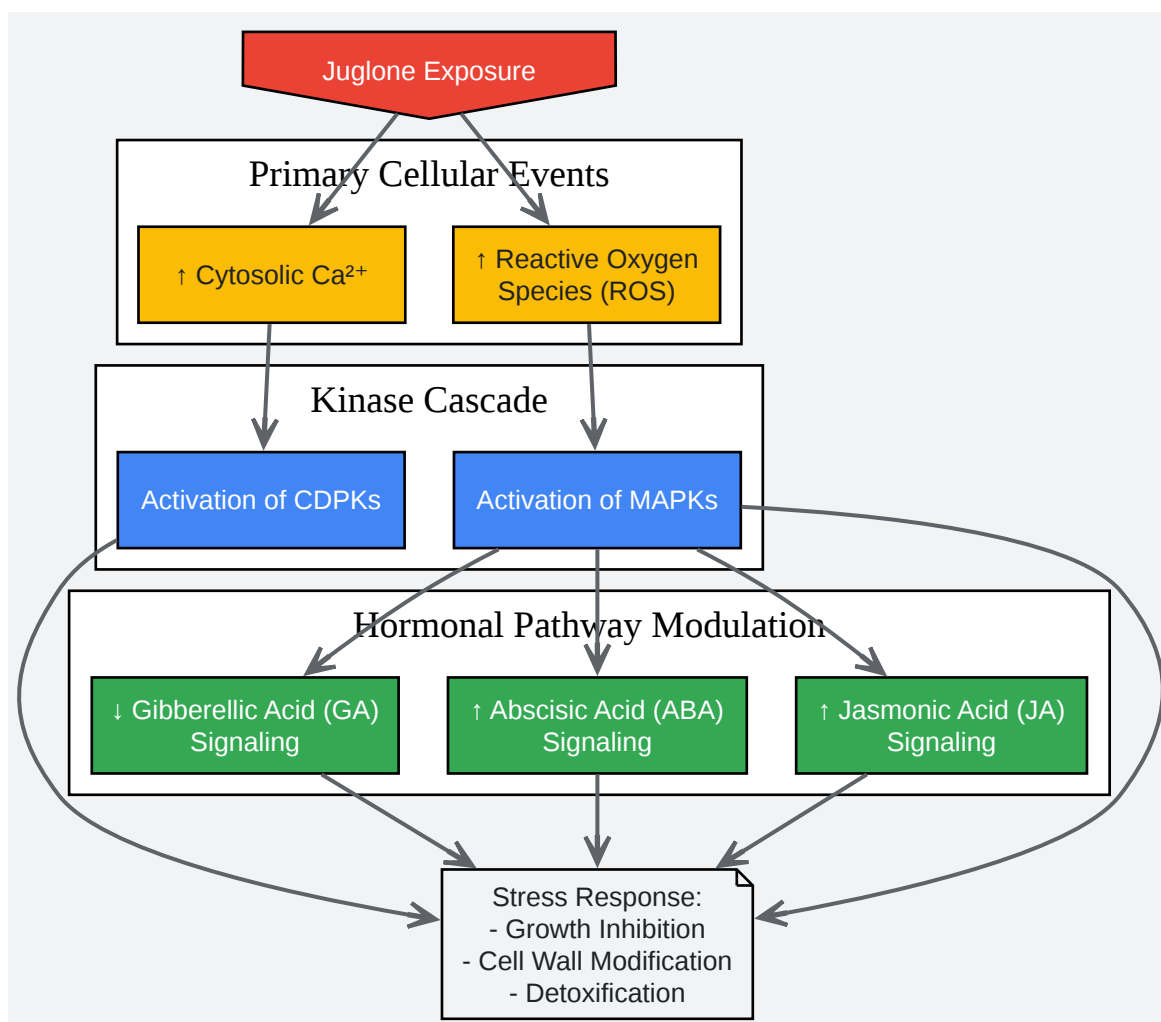 Juglone Exposure
Primary Cellular Events
↑ Cytosolic Ca²⁺
↑ Reactive Oxygen
Species (ROS)
Kinase Cascade
Activation of CDPKs
Activation of MAPKs
Hormonal Pathway Modulation
↓ Gibberellic Acid (GA)
Signaling
↑ Abscisic Acid (ABA)
Signaling
↑ Jasmonic Acid (JA)
Signaling
Stress Response:
- Growth Inhibition
- Cell Wall Modification
- Detoxification